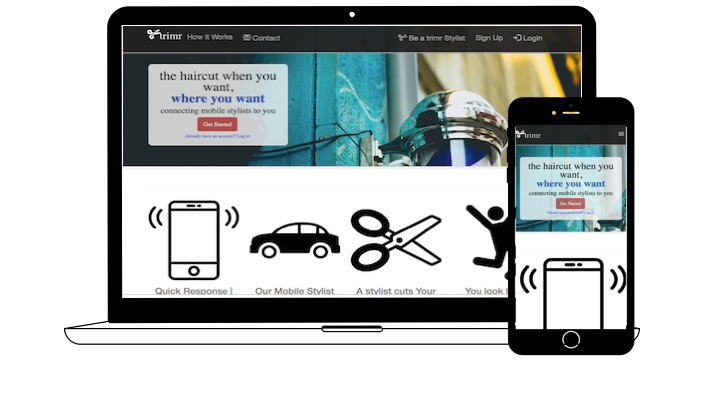 trimr How it Works Contact Be a trimr Stylist Sign Up Login
the haircut when you
want,
where you want
connecting mobile stylists to you
Get Started
Already have an account? Log in
Quick Response | Our Mobile Stylist A stylist cuts Your You look
trimr
the haircut when you
want,
where you want
connecting mobile stylists to you
Get Started
Already have an account? Log in